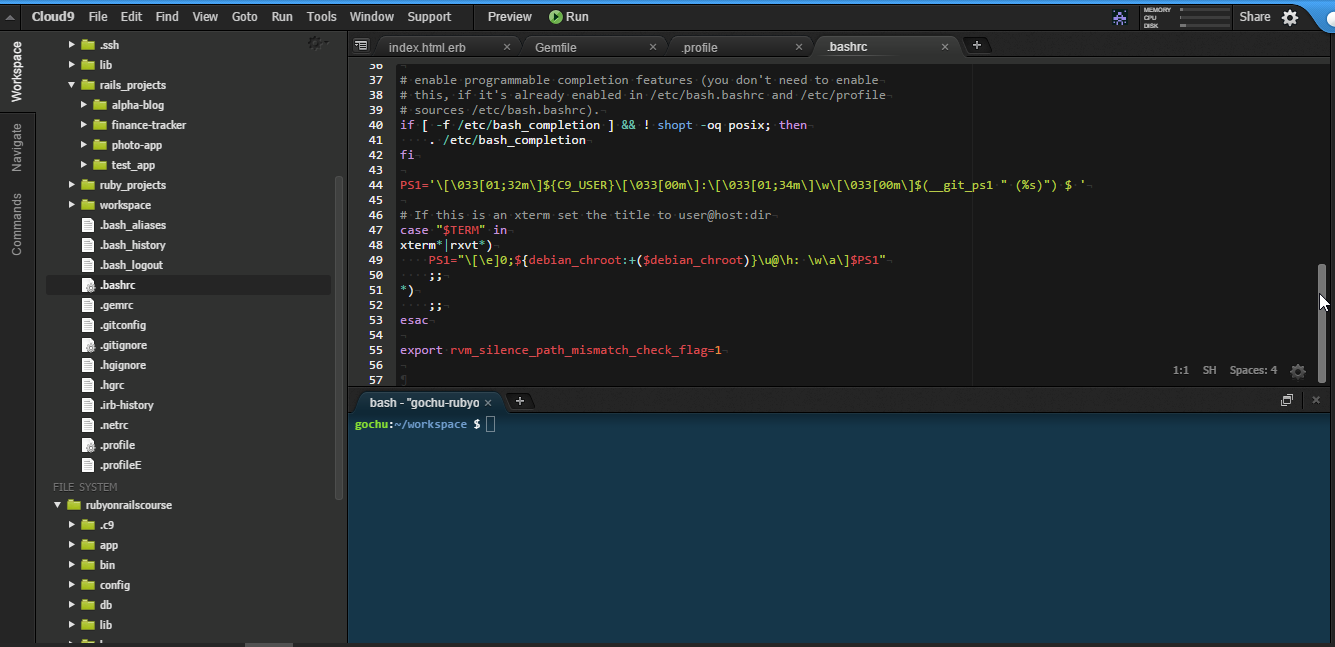 Cloud9 File Edit Find View Goto Run Tools Window Support Preview Run MEMORY CPU DISK Share
Workspace
Navigate
Commands
.ssh
lib
rails_projects
alpha-blog
finance-tracker
photo-app
test_app
ruby_projects
workspace
.bash_aliases
.bash_history
.bash_logout
.bashrc
.gemrc
.gitconfig
.gitignore
.hgignore
.hgrc
.irb-history
.netrc
.profile
.profileE
FILE SYSTEM
rubyonrailscourse
.c9
app
bin
config
db
lib
index.html.erb × Gemfile × .profile × .bashrc × +
36
37 # enable programmable completion features (you don't need to enable
38 # this, if it's already enabled in /etc/bash.bashrc and /etc/profile
39 # sources /etc/bash.bashrc).
40 if [ -f /etc/bash_completion ] && ! shopt -oq posix; then
41 . /etc/bash_completion
42 fi
43
44 PS1='\[\033[01;32m\]${C9_USER}\[\033[00m\]:\[\033[01;34m\]\w\[\033[00m\]$(__git_ps1 " (%s)") $ '
45
46 # If this is an xterm set the title to user@host:dir
47 case "$TERM" in
48 xterm*|rxvt*)
49 PS1="\[\e]0;${debian_chroot:+($debian_chroot)}\u@\h: \w\a\]$PS1"
50 ;;
51 *)
52 ;;
53 esac
54
55 export rvm_silence_path_mismatch_check_flag=1
56
57
1:1 SH Spaces: 4
bash - "gochu-rubyo × +
gochu:~/workspace $